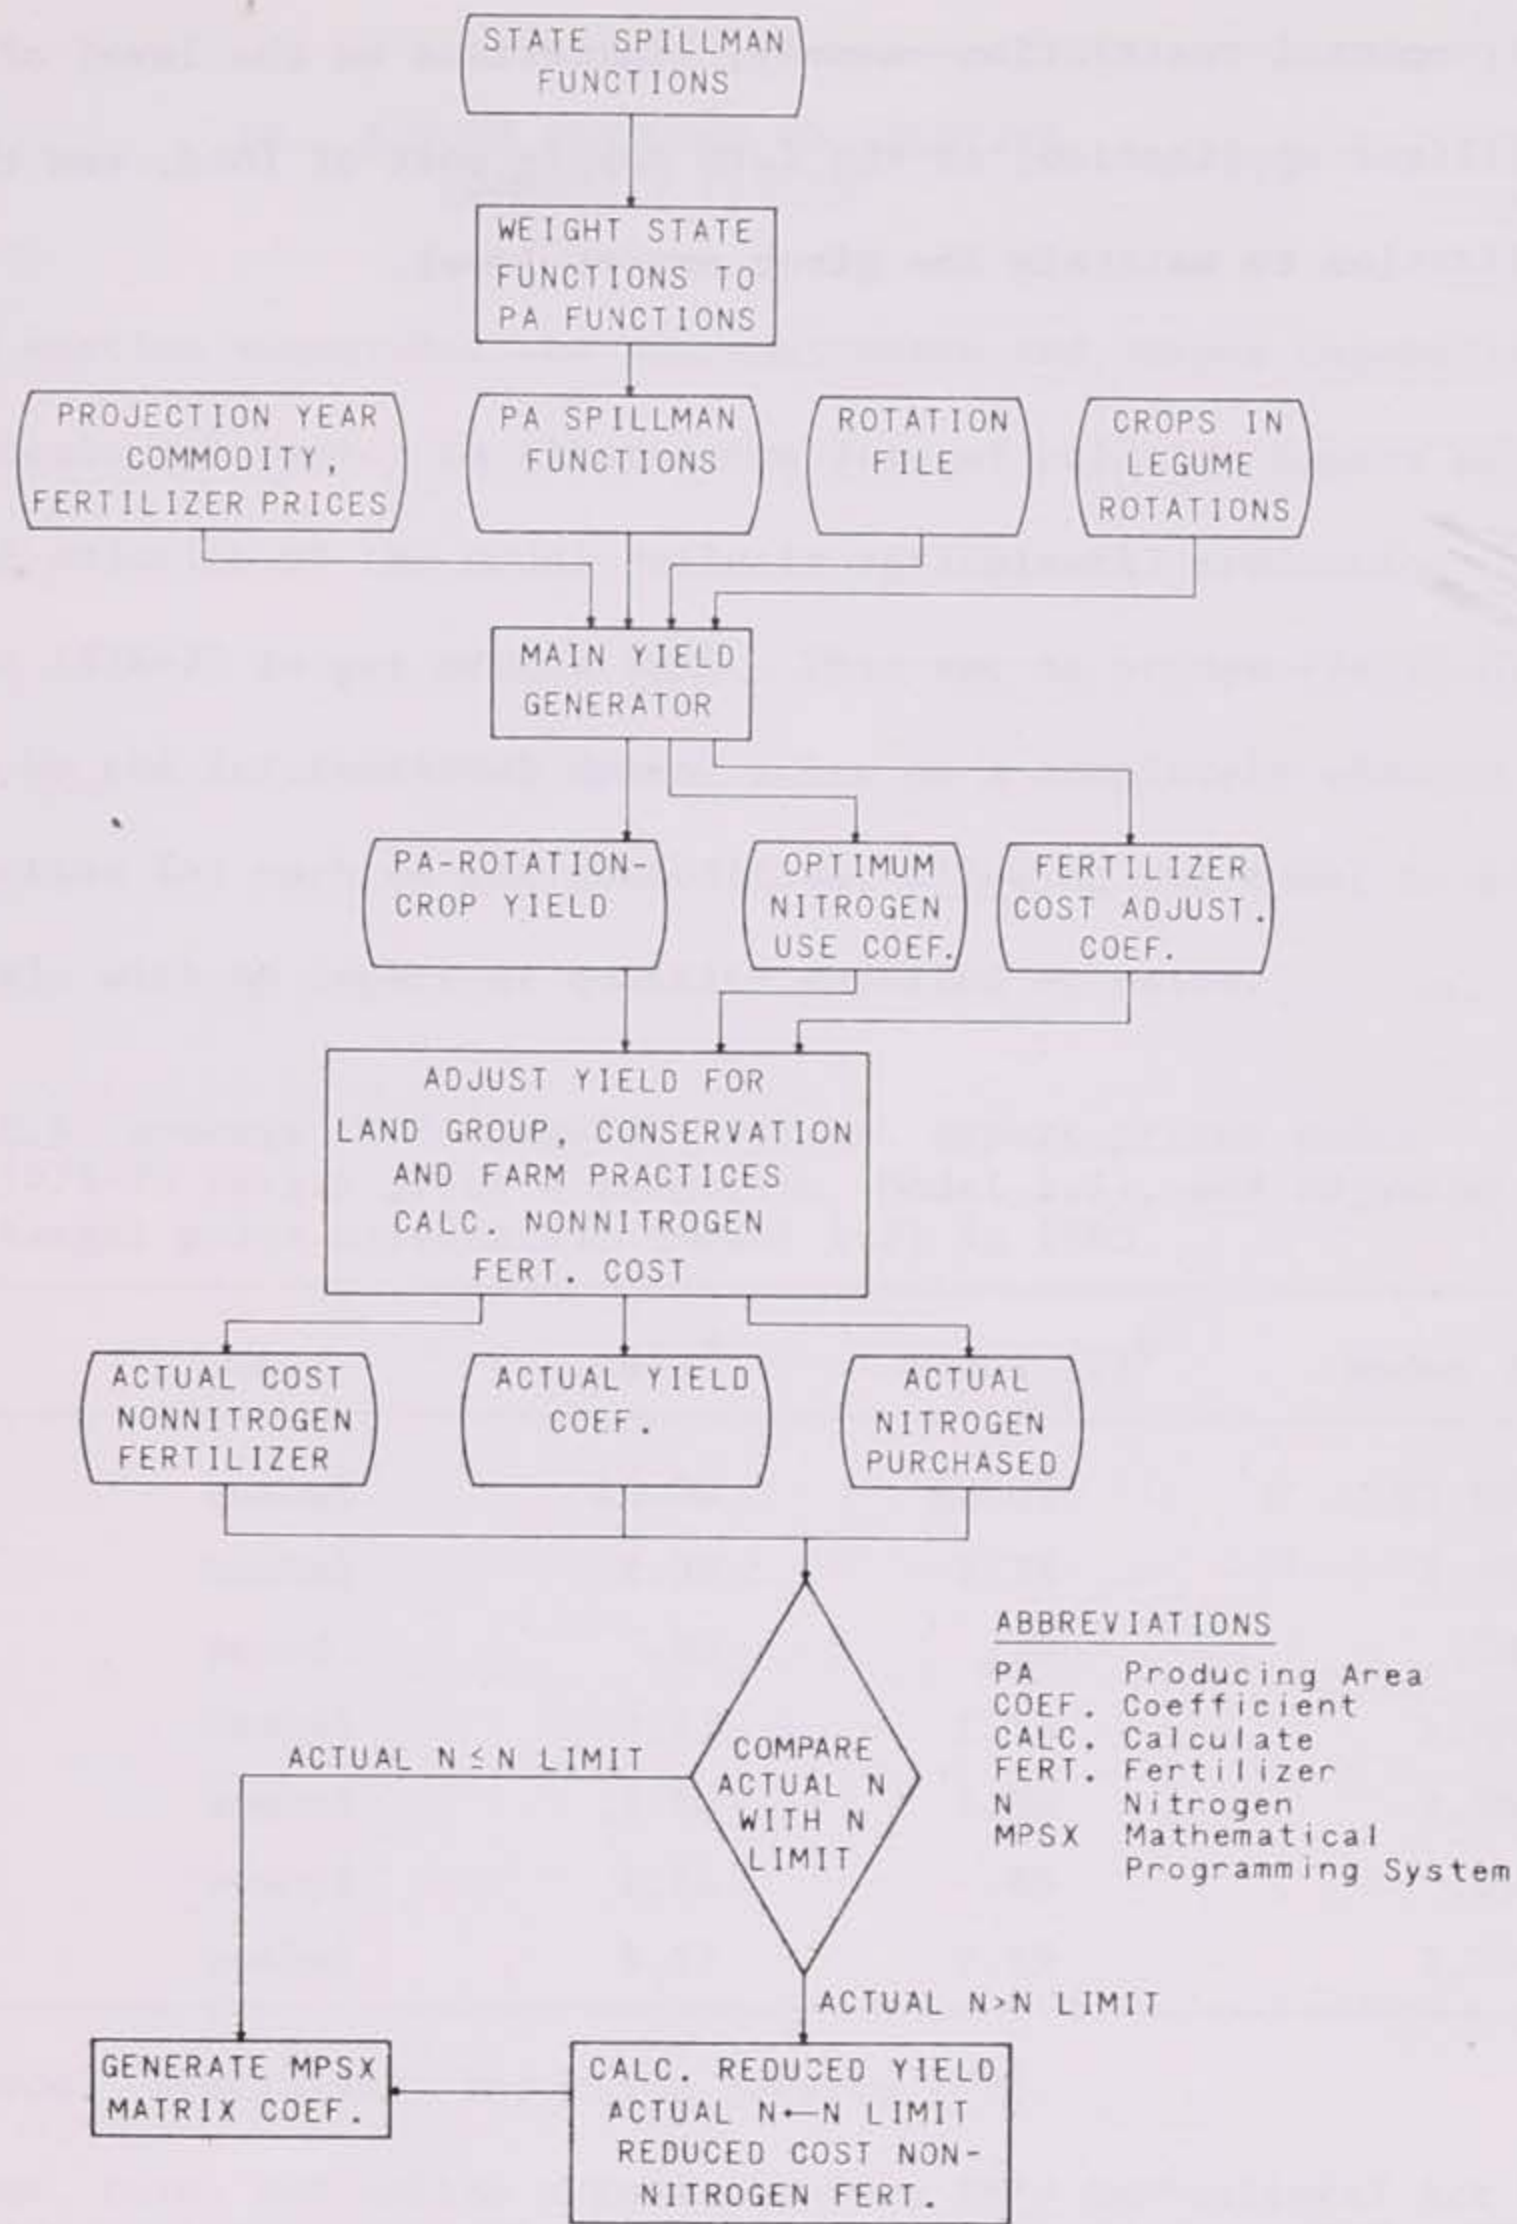 STATE SPILLMAN
FUNCTIONS
WEIGHT STATE
FUNCTIONS TO
PA FUNCTIONS
PROJECTION YEAR
COMMODITY,
FERTILIZER PRICES
PA SPILLMAN
FUNCTIONS
ROTATION
FILE
CROPS IN
LEGUME
ROTATIONS
MAIN YIELD
GENERATOR
PA-ROTATION-
CROP YIELD
OPTIMUM
NITROGEN
USE COEF.
FERTILIZER
COST ADJUST.
COEF.
ADJUST YIELD FOR
LAND GROUP, CONSERVATION
AND FARM PRACTICES
CALC. NONNITROGEN
FERT. COST
ACTUAL COST
NONNITROGEN
FERTILIZER
ACTUAL YIELD
COEF.
ACTUAL
NITROGEN
PURCHASED
COMPARE
ACTUAL N
WITH N
LIMIT
ACTUAL N ≤ N LIMIT
ACTUAL N>N LIMIT
ABBREVIATIONS
PA Producing Area
COEF. Coefficient
CALC. Calculate
FERT. Fertilizer
N Nitrogen
MPSX Mathematical
Programming System
GENERATE MPSX
MATRIX COEF.
CALC. REDUCED YIELD
ACTUAL N←N LIMIT
REDUCED COST NON-
NITROGEN FERT.